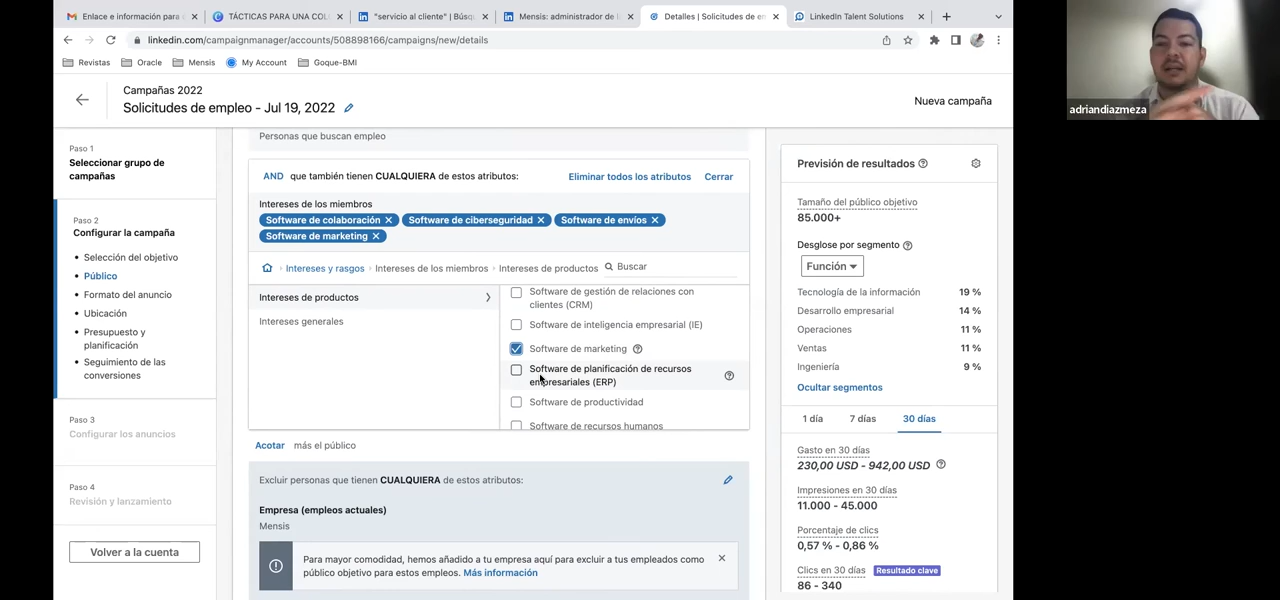 Enlace e información para
TÁCTICAS PARA UNA COL
"servicio al cliente" | Búsq
Mensis: administrador de
Detalles | Solicitudes de en
LinkedIn Talent Solutions
linkedin.com/campaignmanager/accounts/508898166/campaigns/new/details
Revistas
Oracle
Mensis
My Account
Goque-BMI
adriandiazmeza
Campañas 2022
Solicitudes de empleo - Jul 19, 2022
Nueva campaña
Paso 1
Seleccionar grupo de
campañas
Paso 2
Configurar la campaña
Selección del objetivo
Público
Formato del anuncio
Ubicación
Presupuesto y
planificación
Seguimiento de las
conversiones
Paso 3
Configurar los anuncios
Paso 4
Revisión y lanzamiento
Volver a la cuenta
Personas que buscan empleo
AND que también tienen CUALQUIERA de estos atributos:
Eliminar todos los atributos
Cerrar
Intereses de los miembros
Software de colaboración
Software de ciberseguridad
Software de envíos
Software de marketing
Intereses y rasgos
Intereses de los miembros
Intereses de productos
Buscar
Intereses de productos
Intereses generales
Software de gestión de relaciones con
clientes (CRM)
Software de inteligencia empresarial (IE)
Software de marketing
Software de planificación de recursos
empresariales (ERP)
Software de productividad
Software de recursos humanos
Acotar más el público
Excluir personas que tienen CUALQUIERA de estos atributos:
Empresa (empleos actuales)
Mensis
Para mayor comodidad, hemos añadido a tu empresa aquí para excluir a tus empleados como
público objetivo para estos empleos. Más información
Previsión de resultados
Tamaño del público objetivo
85.000+
Desglose por segmento
Función
Tecnología de la información 19 %
Desarrollo empresarial 14 %
Operaciones 11 %
Ventas 11 %
Ingeniería 9 %
Ocultar segmentos
1 día
7 días
30 días
Gasto en 30 días
230,00 USD - 942,00 USD
Impresiones en 30 días
11.000 - 45.000
Porcentaje de clics
0,57 % - 0,86 %
Clics en 30 días
Resultado clave
86 - 340